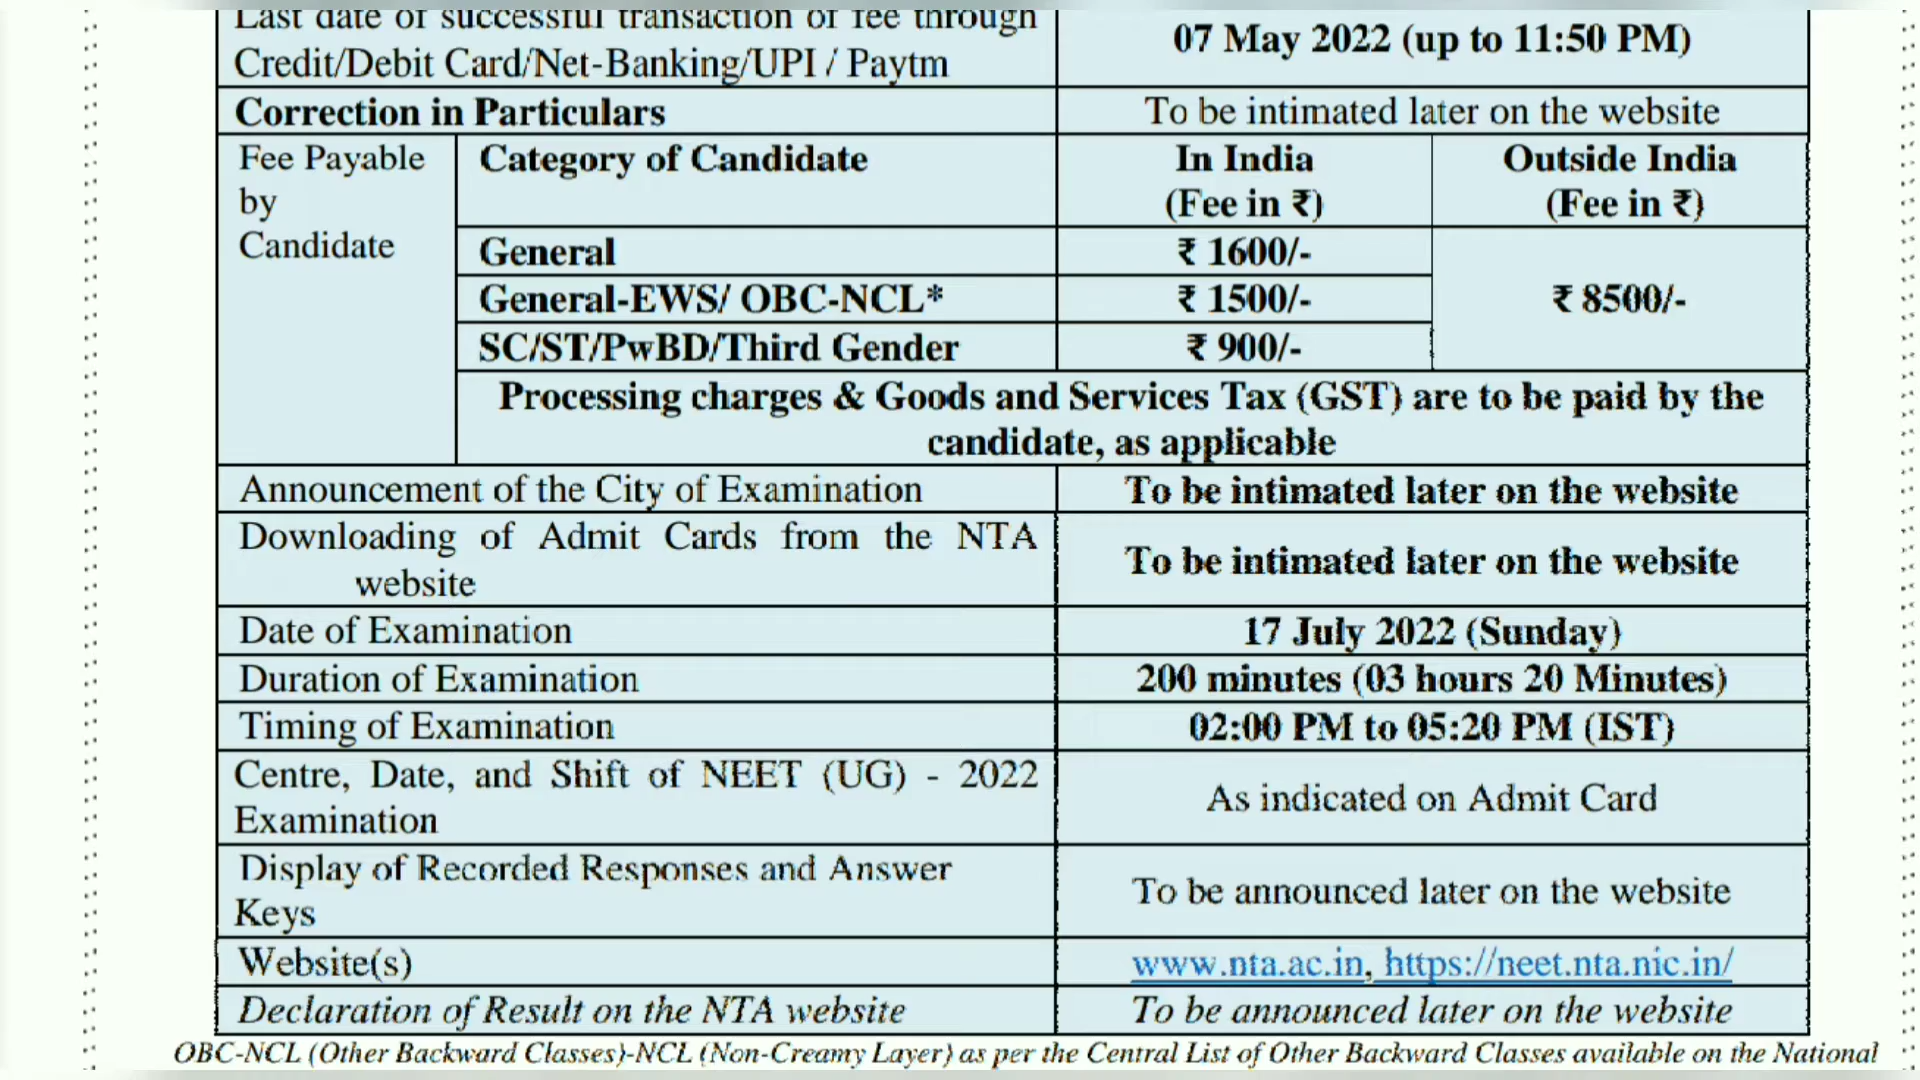 Last date of successful transaction of fee through
Credit/Debit Card/Net-Banking/UPI / Paytm
07 May 2022 (up to 11:50 PM)
Correction in Particulars
To be intimated later on the website
Fee Payable
by
Candidate
Category of Candidate
In India
(Fee in ₹)
Outside India
(Fee in ₹)
General
₹ 1600/-
General-EWS/ OBC-NCL*
₹ 1500/-
₹ 8500/-
SC/ST/PwBD/Third Gender
₹ 900/-
Processing charges & Goods and Services Tax (GST) are to be paid by the
candidate, as applicable
Announcement of the City of Examination
To be intimated later on the website
Downloading of Admit Cards from the NTA
website
To be intimated later on the website
Date of Examination
17 July 2022 (Sunday)
Duration of Examination
200 minutes (03 hours 20 Minutes)
Timing of Examination
02:00 PM to 05:20 PM (IST)
Centre, Date, and Shift of NEET (UG) - 2022
Examination
As indicated on Admit Card
Display of Recorded Responses and Answer
Keys
To be announced later on the website
Website(s)
www.nta.ac.in, https://neet.nta.nic.in/
Declaration of Result on the NTA website
To be announced later on the website
OBC-NCL (Other Backward Classes)-NCL (Non-Creamy Layer) as per the Central List of Other Backward Classes available on the National